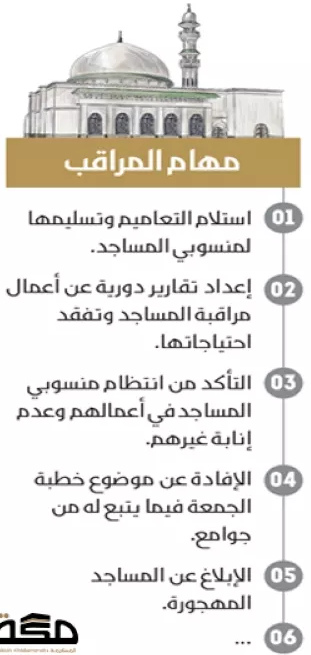 مهام المراقب
01
استلام التعاميم وتسليمها
لمنسوبي المساجد.
02
إعداد تقارير دورية عن أعمال
مراقبة المساجد وتفقد
احتياجاتها.
03
التأكد من انتظام منسوبي
المساجد في أعمالهم وعدم
إنابة غيرهم.
04
الإفادة عن موضوع خطبة
الجمعة فيما يتبع له من
جوامع.
05
الإبلاغ عن المساجد
المهجورة.
06
...
مكة